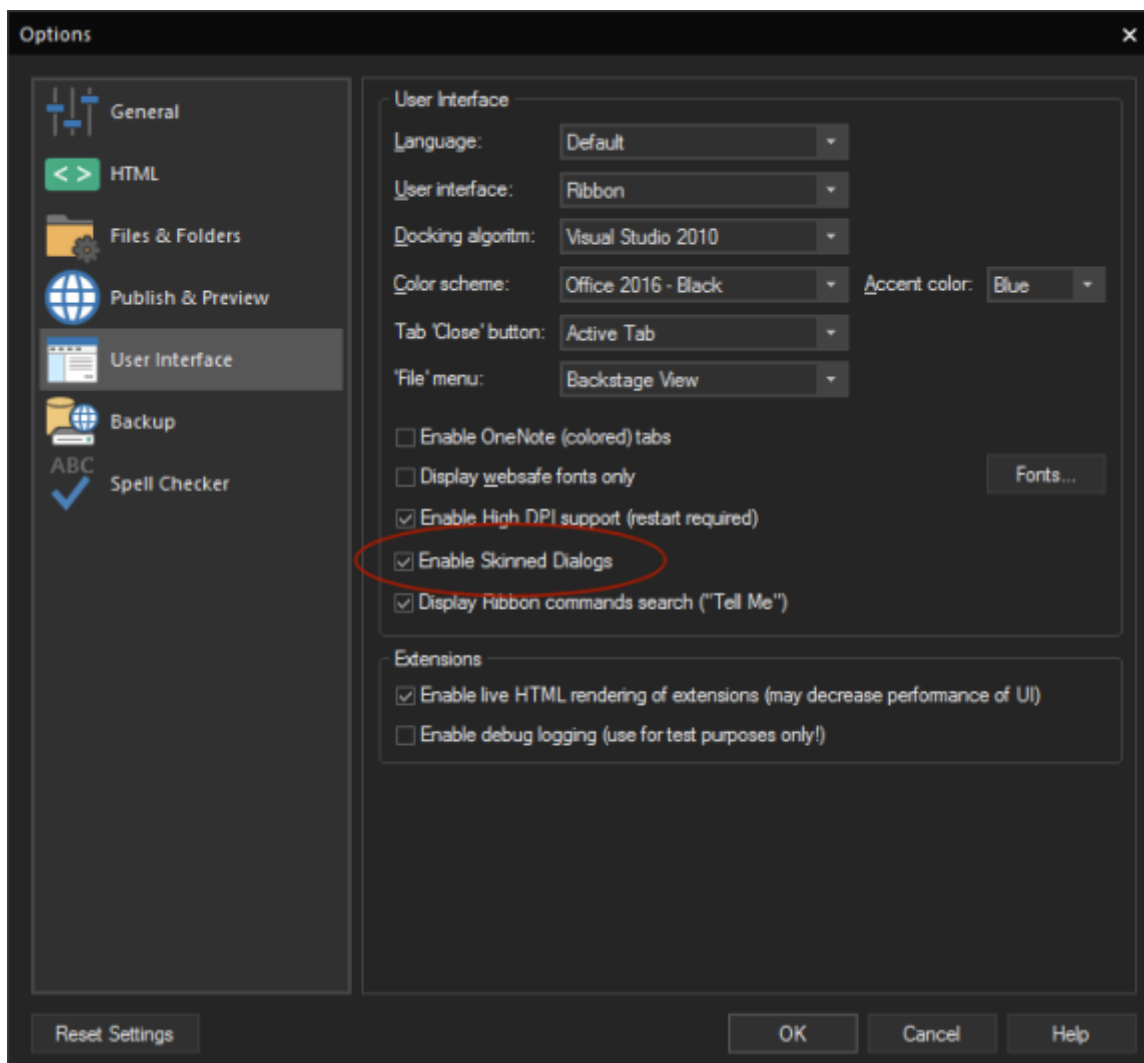 Options
General
HTML
Files & Folders
Publish & Preview
User Interface
Backup
ABC
Spell Checker
User Interface
Language: Default
User interface: Ribbon
Docking algoritm: Visual Studio 2010
Color scheme: Office 2016 - Black Accent color: Blue
Tab 'Close' button: Active Tab
'File' menu: Backstage View
Enable OneNote (colored) tabs
Display websafe fonts only
Fonts...
Enable High DPI support (restart required)
Enable Skinned Dialogs
Display Ribbon commands search ("Tell Me")
Extensions
Enable live HTML rendering of extensions (may decrease performance of UI)
Enable debug logging (use for test purposes only!)
Reset Settings OK Cancel Help